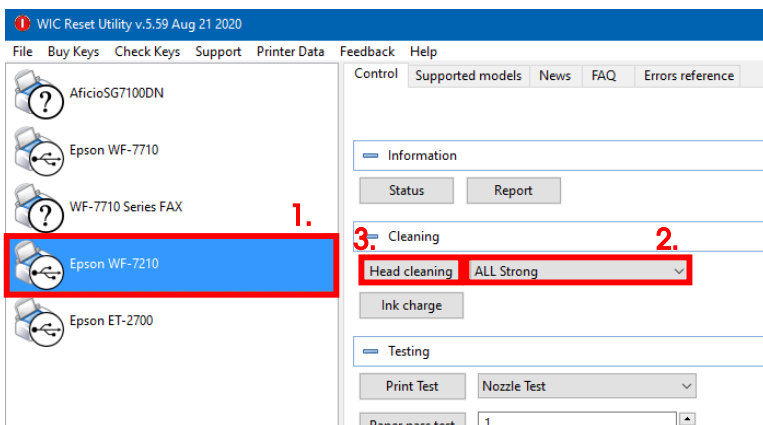 WIC Reset Utility v.5.59 Aug 21 2020
File Buy Keys Check Keys Support Printer Data Feedback Help
AficioSG7100DN
Epson WF-7710
WF-7710 Series FAX
1.
Epson WF-7210
Epson ET-2700
Control Supported models News FAQ Errors reference
Information
Status Report
Cleaning
3. 2.
Head cleaning ALL Strong
Ink charge
Testing
Print Test Nozzle Test
Paper pass test 1